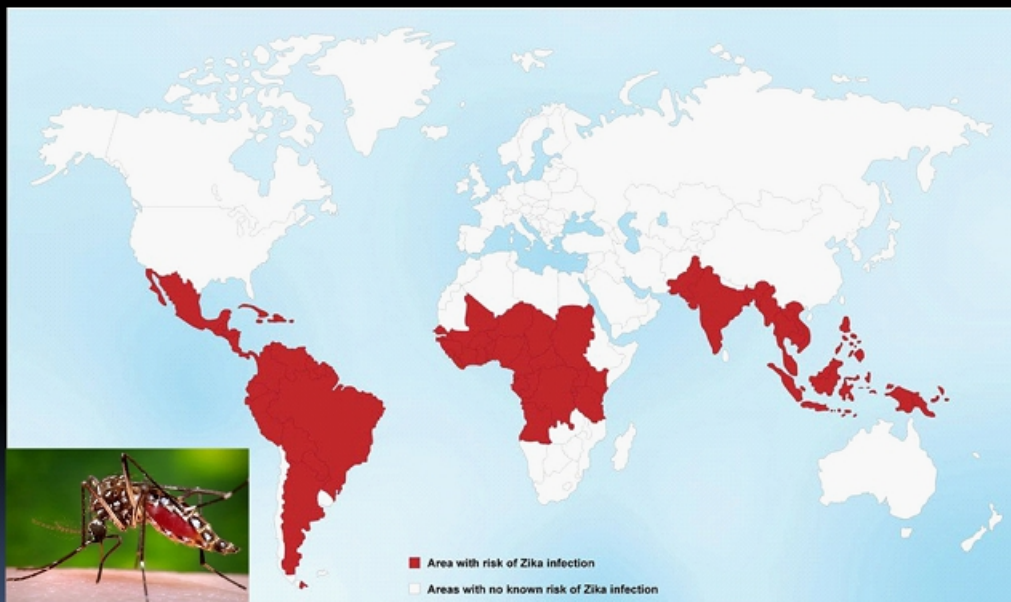 Area with risk of Zika infection
Areas with no known risk of Zika infection